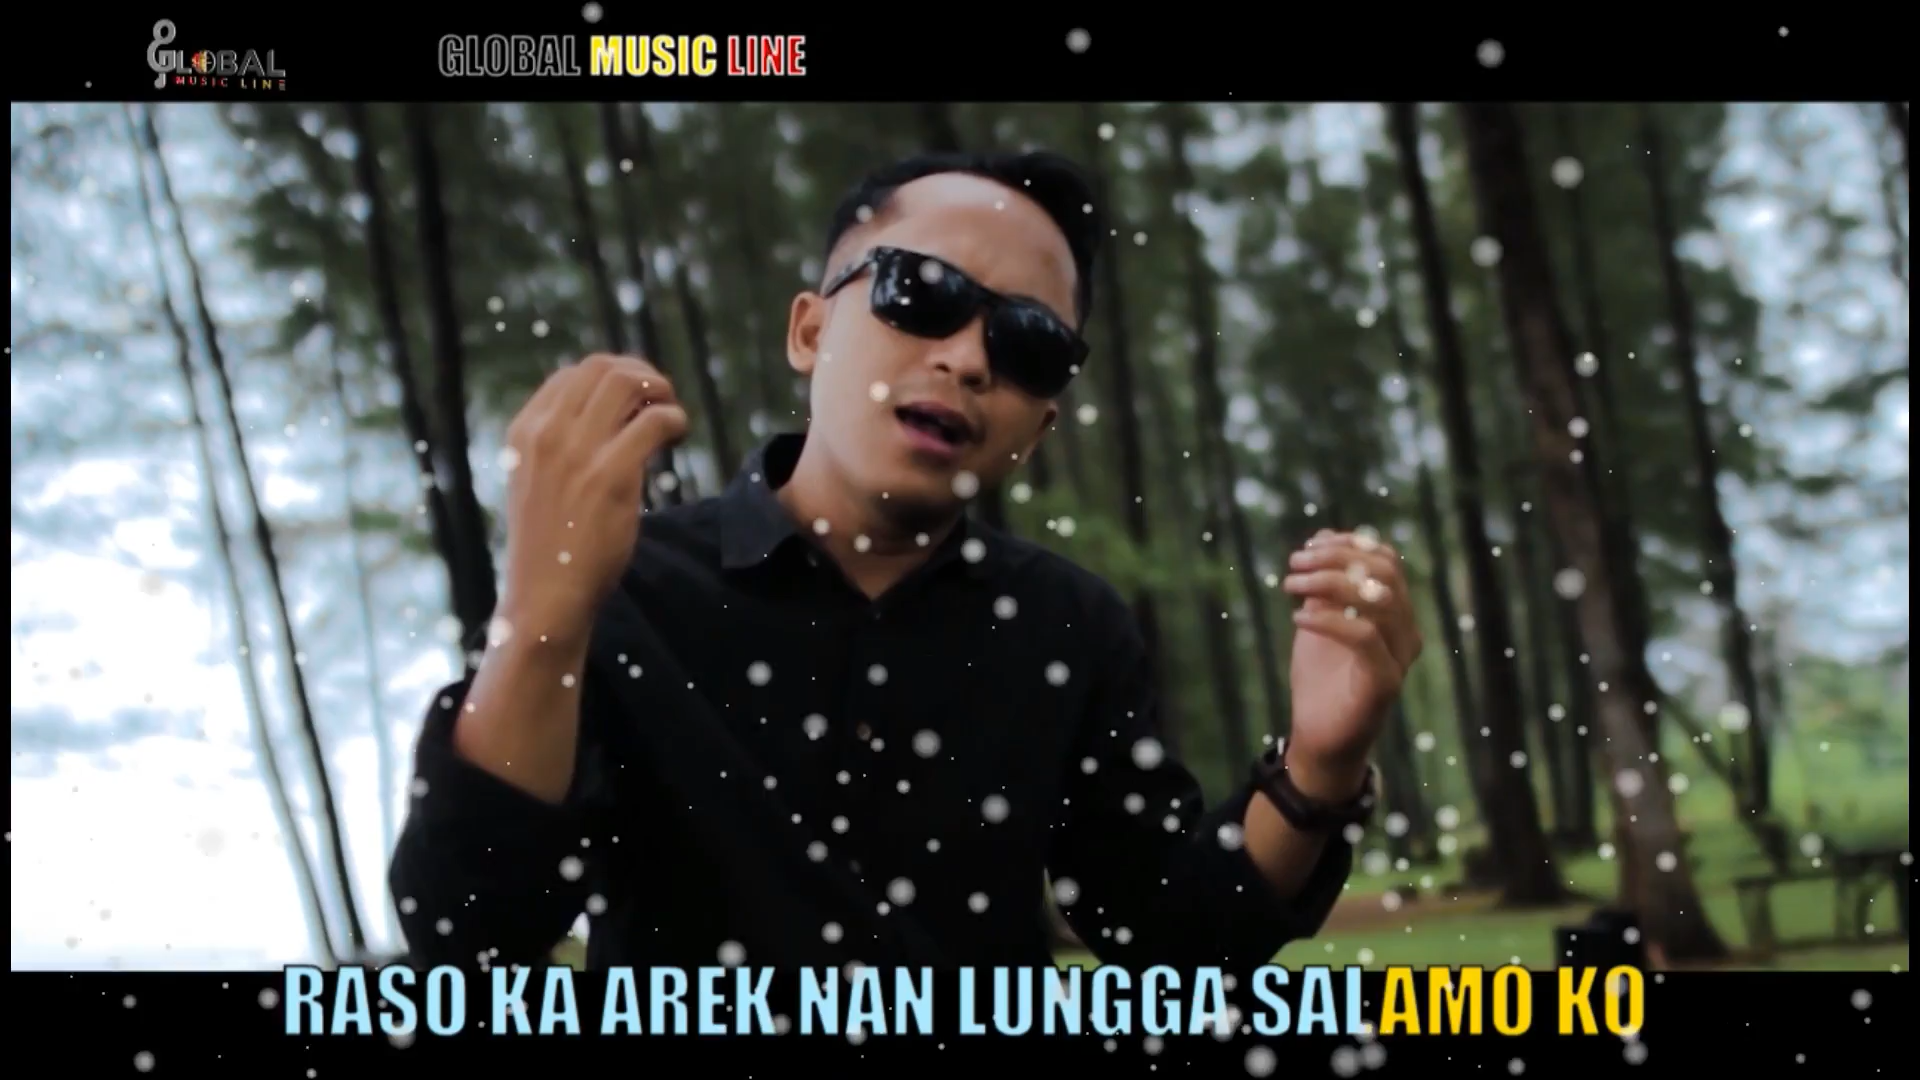 GLOBAL
MUSIC LINE
GLOBAL MUSIC LINE
RASO KA AREK NAN LUNGGA SALAMO KO